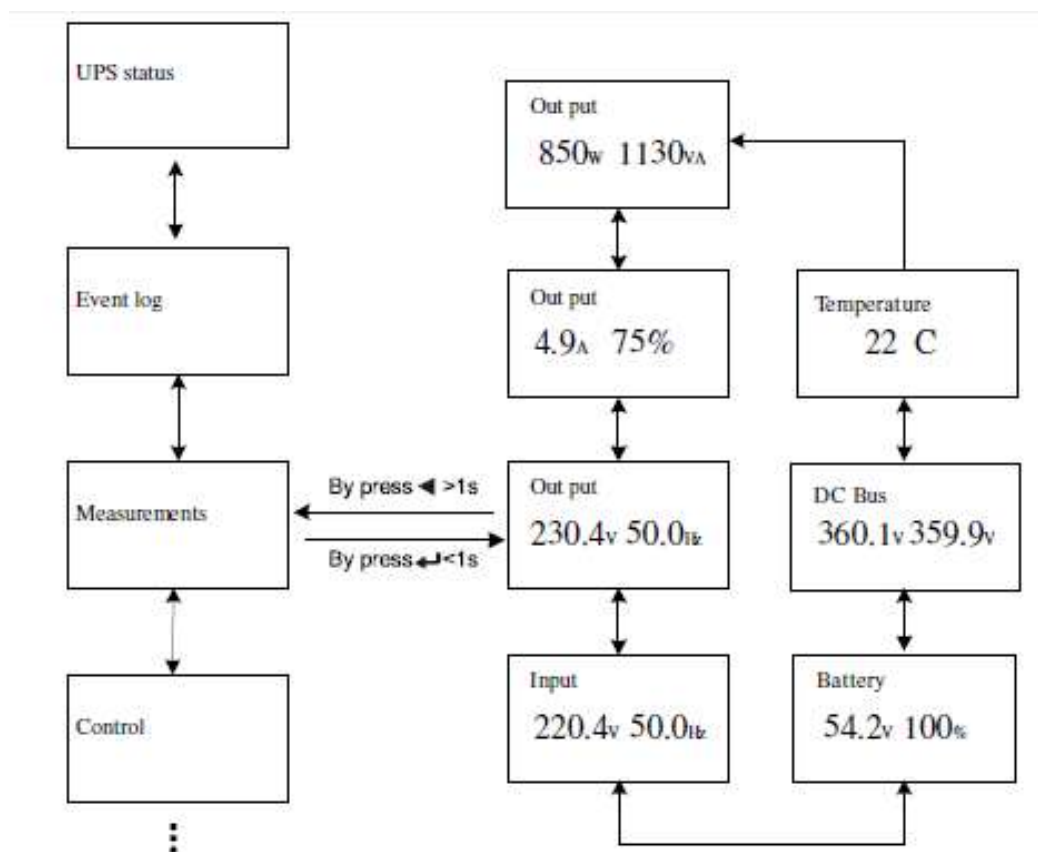 UPS status
Event log
Measurements
Control
By press ◄ >1s
By press ↵ <1s
Out put
850W 1130VA
Out put
4.9A 75%
Out put
230.4V 50.0Hz
Input
220.4V 50.0Hz
Temperature
22 C
DC Bus
360.1V 359.9V
Battery
54.2V 100%